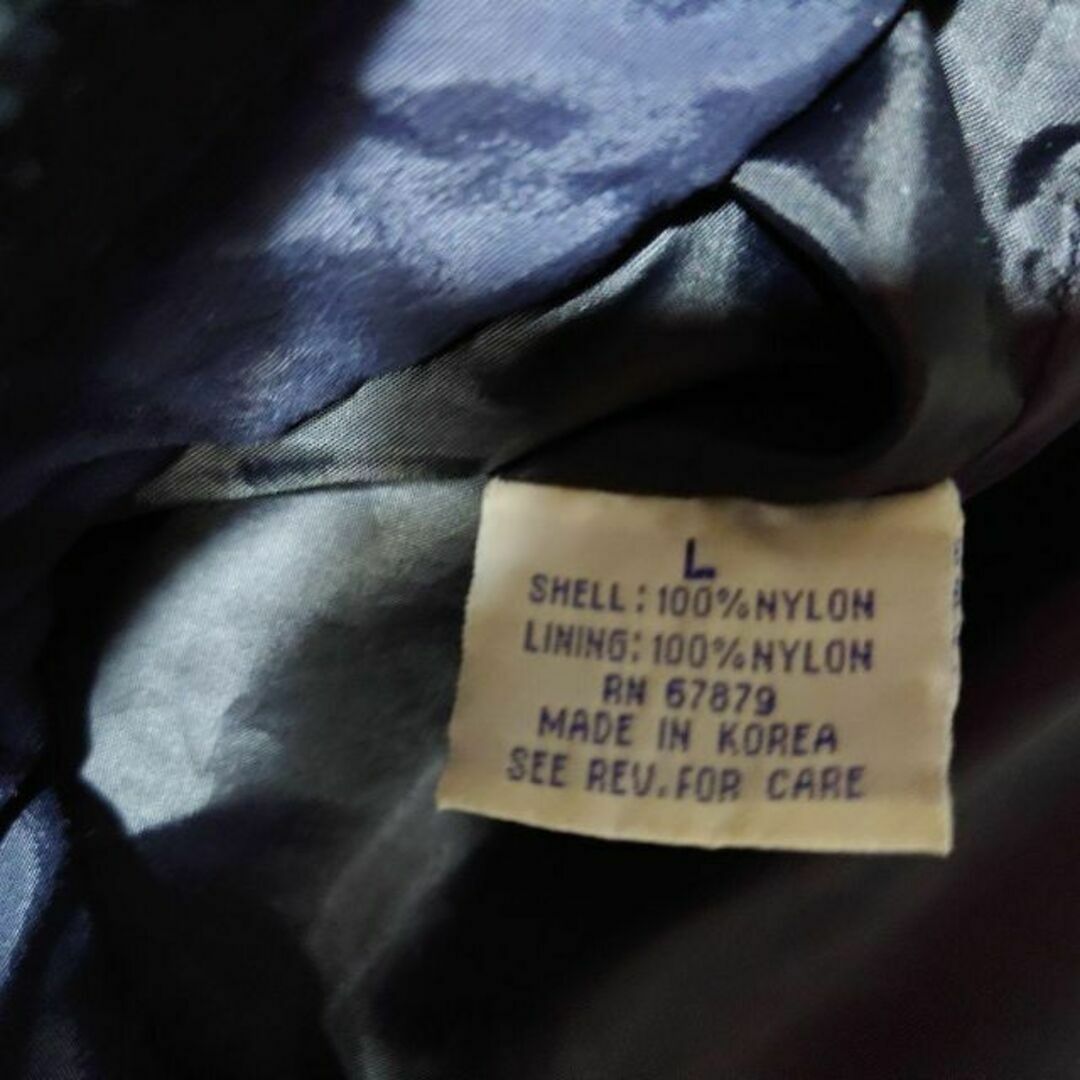 L
SHELL: 100% NYLON
LINING: 100% NYLON
RN 67879
MADE IN KOREA
SEE REV. FOR CARE